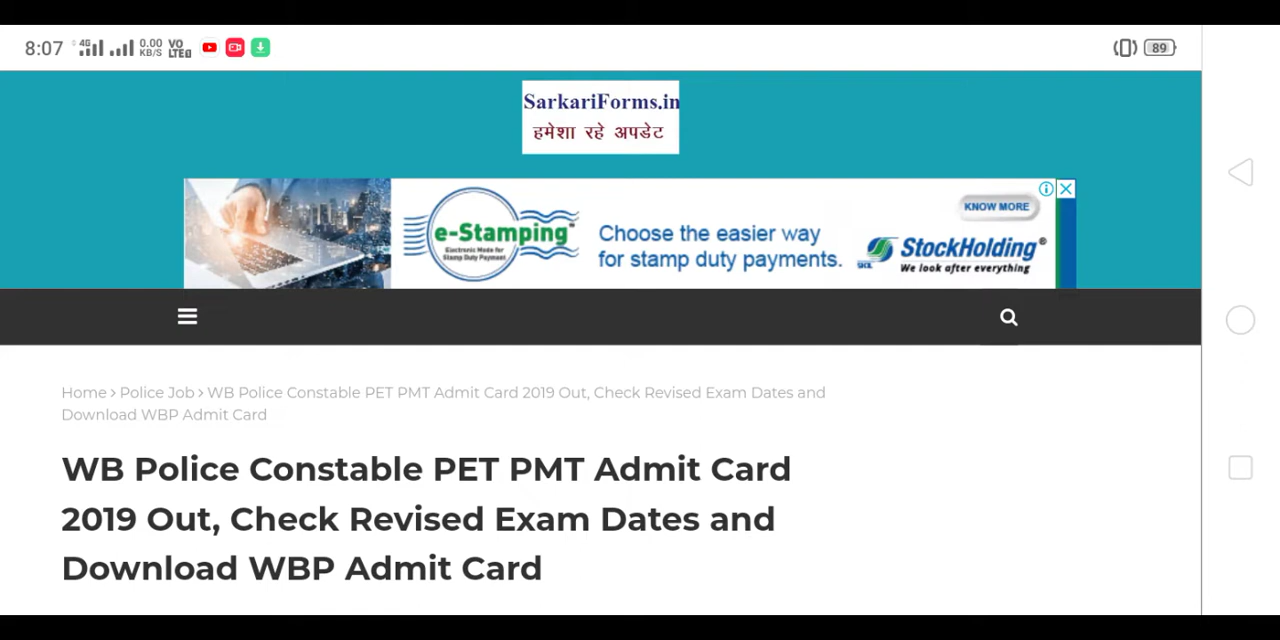 8:07 4G 0.00 KB/S VO LTE 89
SarkariForms.in
हमेशा रहे अपडेट
e-Stamping
Electronic Mode for
Stamp Duty Payment
Choose the easier way
for stamp duty payments.
KNOW MORE
StockHolding®
We look after everything
Home > Police Job > WB Police Constable PET PMT Admit Card 2019 Out, Check Revised Exam Dates and
Download WBP Admit Card
WB Police Constable PET PMT Admit Card
2019 Out, Check Revised Exam Dates and
Download WBP Admit Card